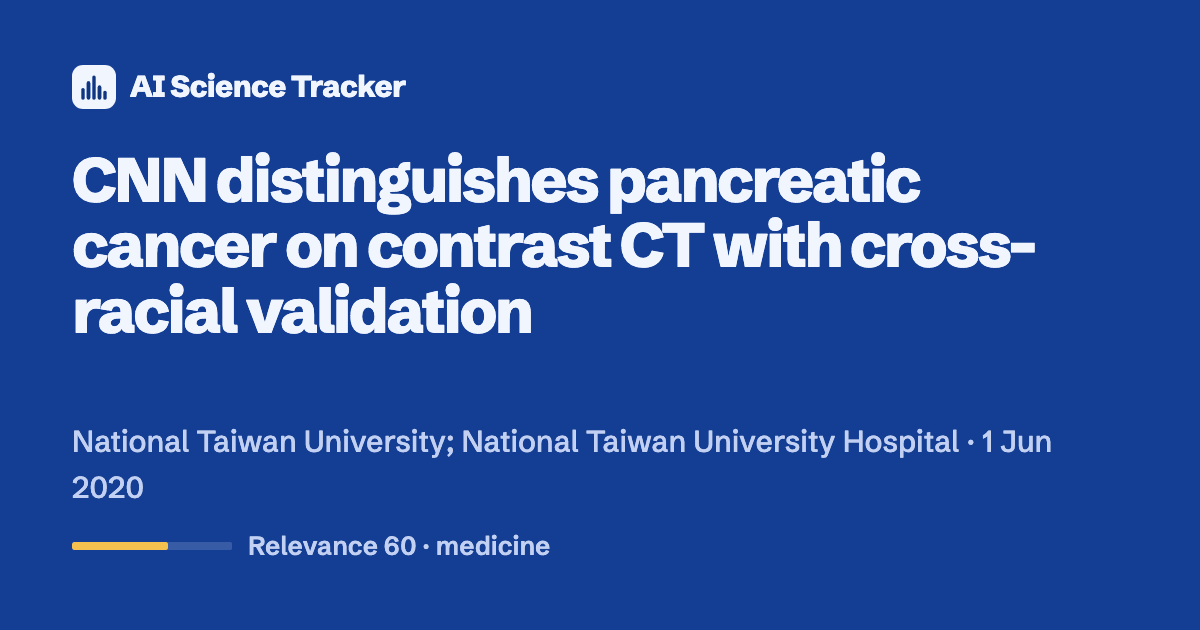 AI Science Tracker
CNN distinguishes pancreatic
cancer on contrast CT with cross-
racial validation
National Taiwan University; National Taiwan University Hospital · 1 Jun
2020
Relevance 60 · medicine